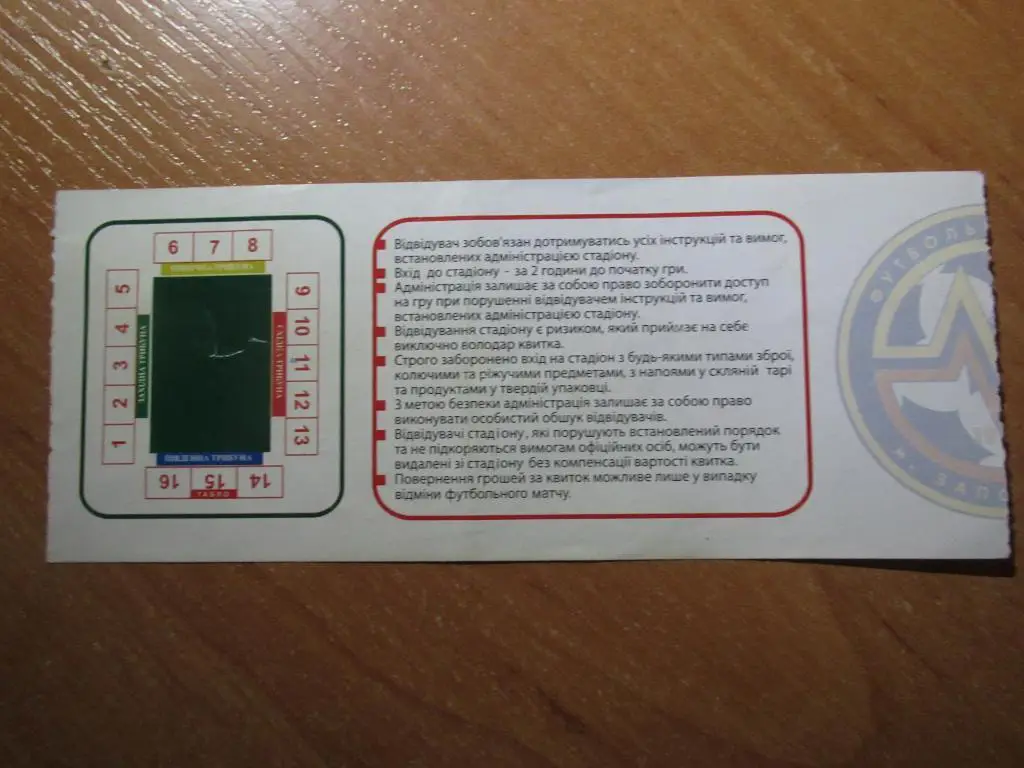 6 7 8
ПІВНІЧНА ТРИБУНА
5
4
3
2
1
ЗАХІДНА ТРИБУНА
СХІДНА ТРИБУНА
9
10
11
12
13
ПІВДЕННА ТРИБУНА
16 15 14
ТАБЛО
Відвідувач зобов'язан дотримуватись усіх інструкцій та вимог,
встановлених адміністрацією стадіону.
Вхід до стадіону – за 2 години до початку гри.
Адміністрація залишає за собою право зоборонити доступ
на гру при порушенні відвідувачем інструкцій та вимог,
встановлених адміністрацією стадіону.
Відвідування стадіону є ризиком, який приймає на себе
виключно володар квитка.
Строго заборонено вхід на стадіон з будь-якими типами зброї,
колючими та ріжучими предметами, з напоями у скляній тарі
та продуктами у твердій упаковці.
З метою безпеки адміністрація залишає за собою право
виконувати особистий обшук відвідувачів.
Відвідувачі стадіону, які порушують встановлений порядок
та не підкоряються вимогам офіційних осіб, можуть бути
видалені зі стадіону без компенсації вартості квитка.
Повернення грошей за квиток можливе лише у випадку
відміни футбольного матчу.
ФУТБОЛЬ
ЗАПО